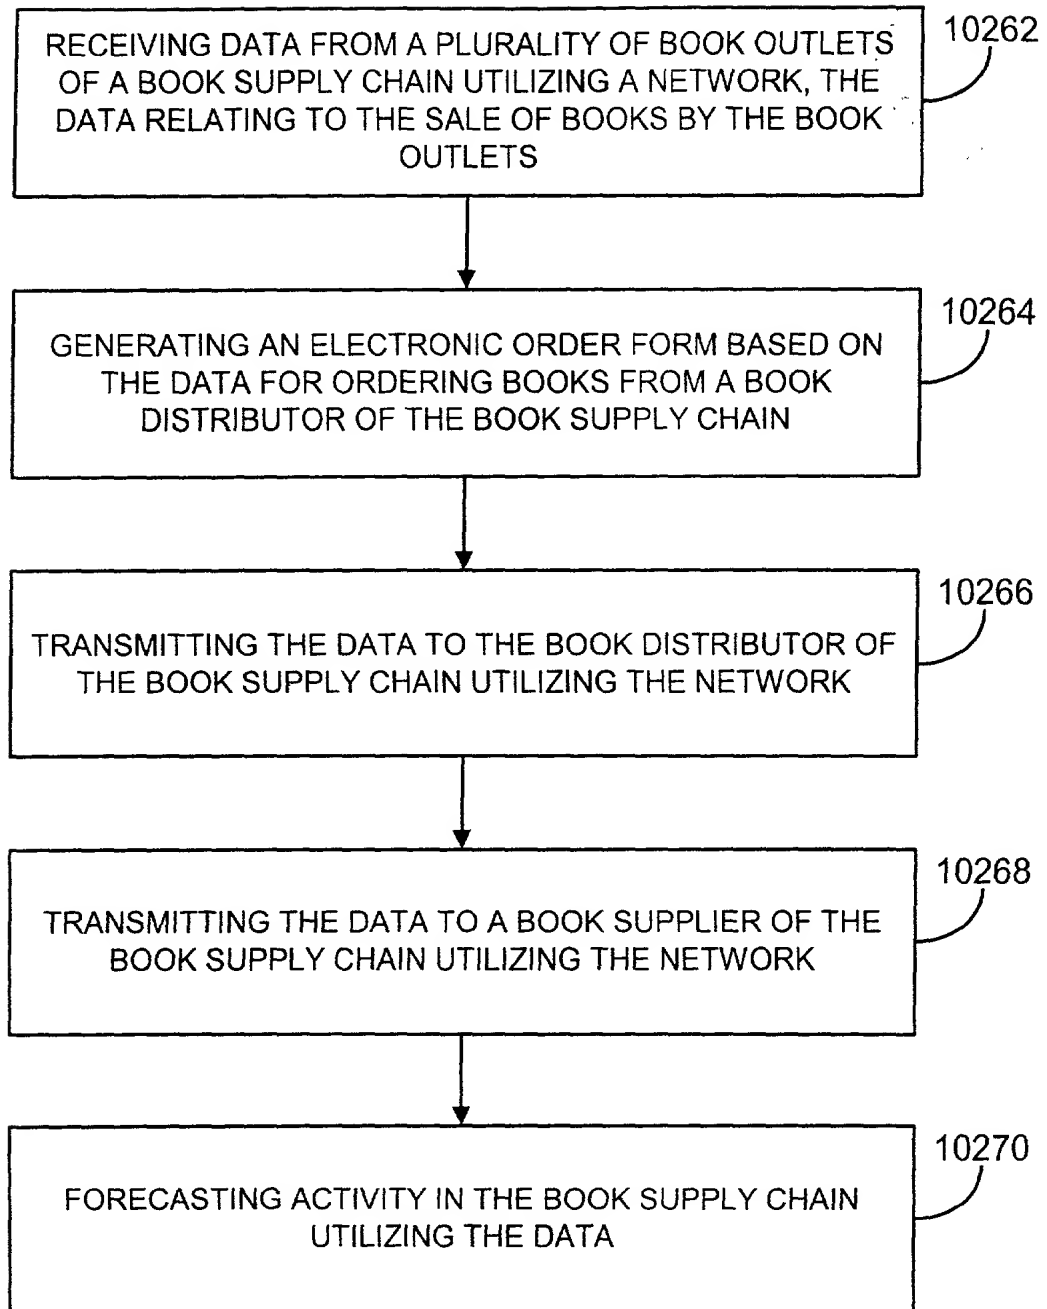 RECEIVING DATA FROM A PLURALITY OF BOOK OUTLETS
OF A BOOK SUPPLY CHAIN UTILIZING A NETWORK, THE
DATA RELATING TO THE SALE OF BOOKS BY THE BOOK
OUTLETS
10262
GENERATING AN ELECTRONIC ORDER FORM BASED ON
THE DATA FOR ORDERING BOOKS FROM A BOOK
DISTRIBUTOR OF THE BOOK SUPPLY CHAIN
10264
TRANSMITTING THE DATA TO THE BOOK DISTRIBUTOR OF
THE BOOK SUPPLY CHAIN UTILIZING THE NETWORK
10266
TRANSMITTING THE DATA TO A BOOK SUPPLIER OF THE
BOOK SUPPLY CHAIN UTILIZING THE NETWORK
10268
FORECASTING ACTIVITY IN THE BOOK SUPPLY CHAIN
UTILIZING THE DATA
10270